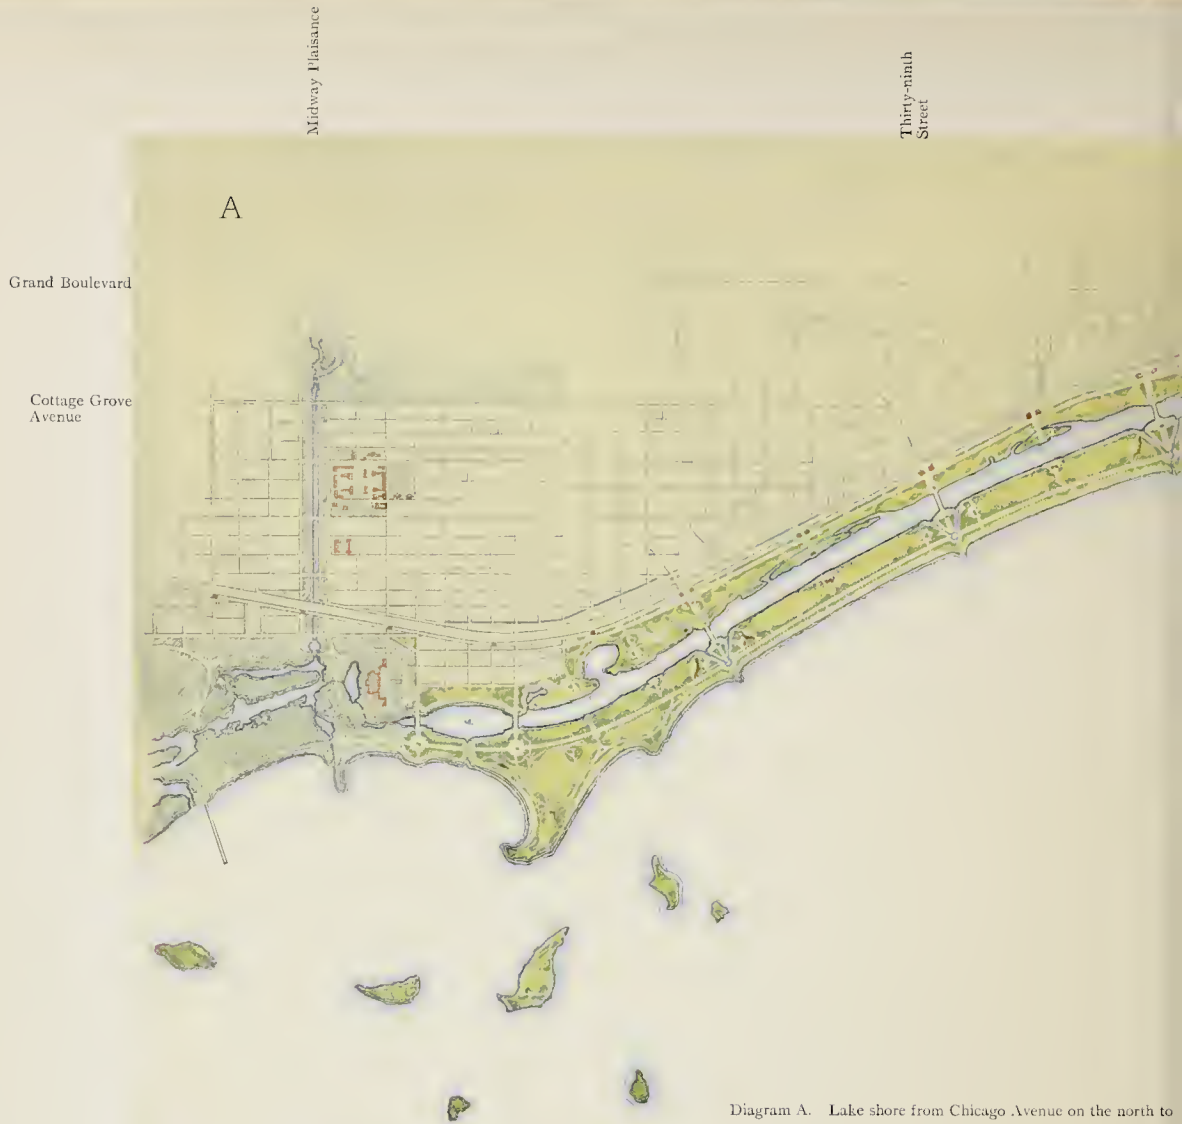 Midway Plaisance
Thirty-ninth
Street
A
Grand Boulevard
Cottage Grove
Avenue
Diagram A. Lake shore from Chicago Avenue on the north to